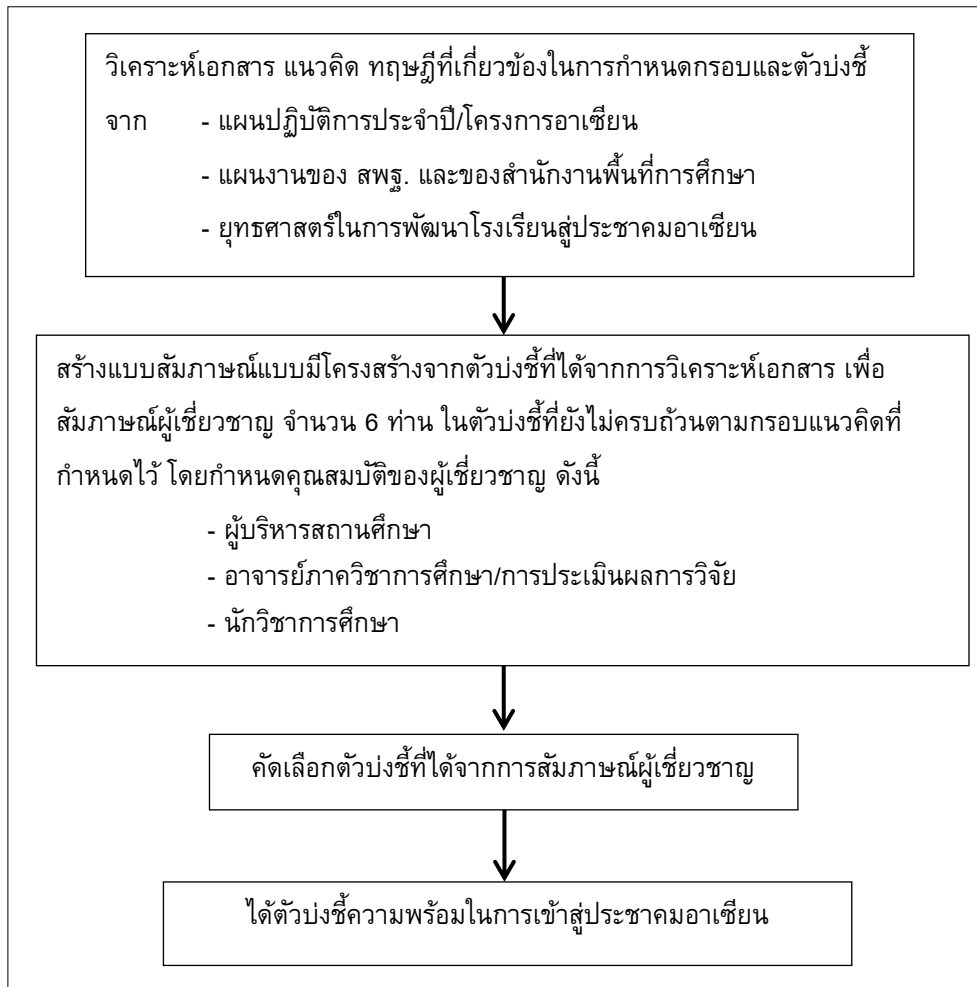 วิเคราะห์เอกสาร แนวคิด ทฤษฎีที่เกี่ยวข้องในการกำหนดกรอบและตัวบ่งชี้
จาก - แผนปฏิบัติการประจำปี/โครงการอาเซียน
- แผนงานของ สพฐ. และของสำนักงานพื้นที่การศึกษา
- ยุทธศาสตร์ในการพัฒนาโรงเรียนสู่ประชาคมอาเซียน
สร้างแบบสัมภาษณ์แบบมีโครงสร้างจากตัวบ่งชี้ที่ได้จากการวิเคราะห์เอกสาร เพื่อ
สัมภาษณ์ผู้เชี่ยวชาญ จำนวน 6 ท่าน ในตัวบ่งชี้ที่ยังไม่ครบถ้วนตามกรอบแนวคิดที่
กำหนดไว้ โดยกำหนดคุณสมบัติของผู้เชี่ยวชาญ ดังนี้
- ผู้บริหารสถานศึกษา
- อาจารย์ภาควิชาการศึกษา/การประเมินผลการวิจัย
- นักวิชาการศึกษา
คัดเลือกตัวบ่งชี้ที่ได้จากการสัมภาษณ์ผู้เชี่ยวชาญ
ได้ตัวบ่งชี้ความพร้อมในการเข้าสู่ประชาคมอาเซียน